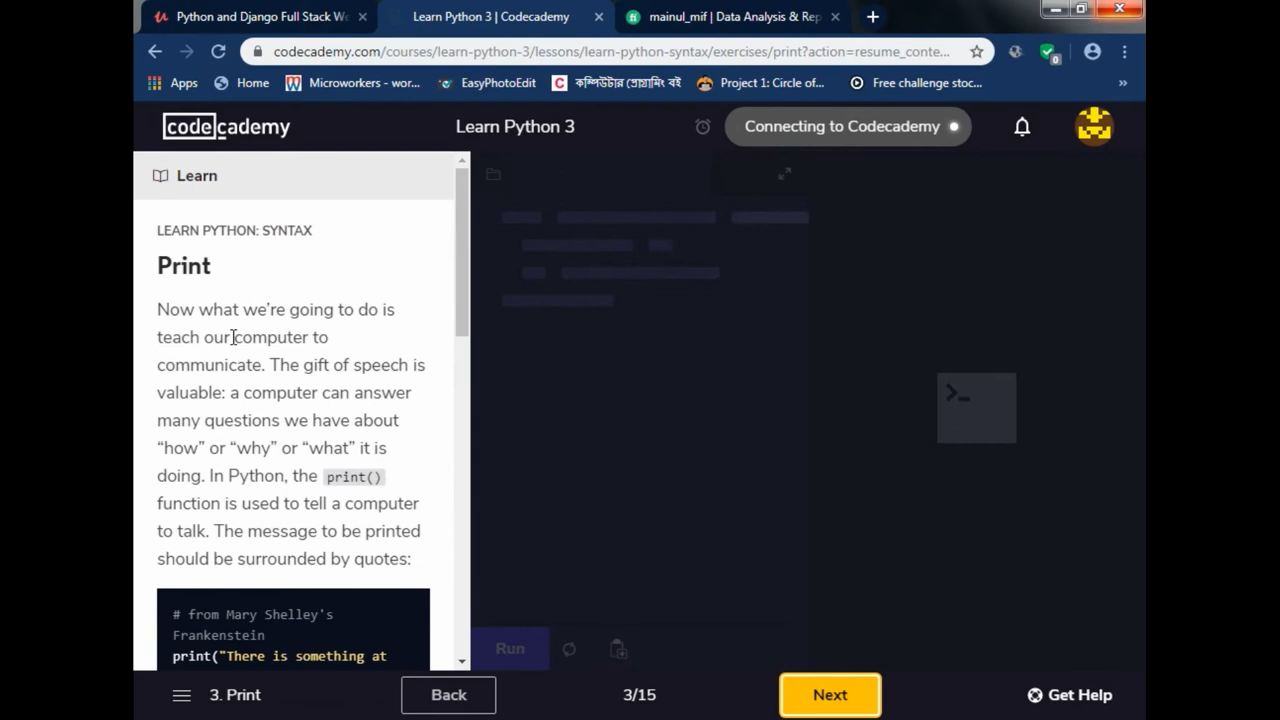 Python and Django Full Stack We
Learn Python 3 | Codecademy
mainul_mif | Data Analysis & Rep
codecademy.com/courses/learn-python-3/lessons/learn-python-syntax/exercises/print?action=resume_conte...
0
Apps
Home
Microworkers - wor...
EasyPhotoEdit
C
কম্পিউটার প্রোগ্রামিং বই
Project 1: Circle of...
Free challenge stoc...
»
codecademy
Learn Python 3
Connecting to Codecademy
Learn
LEARN PYTHON: SYNTAX
Print
Now what we're going to do is
teach our computer to
communicate. The gift of speech is
valuable: a computer can answer
many questions we have about
“how” or “why” or “what” it is
doing. In Python, the print()
function is used to tell a computer
to talk. The message to be printed
should be surrounded by quotes:
# from Mary Shelley's
Frankenstein
print("There is something at
>_
Run
3. Print
Back
3/15
Next
Get Help